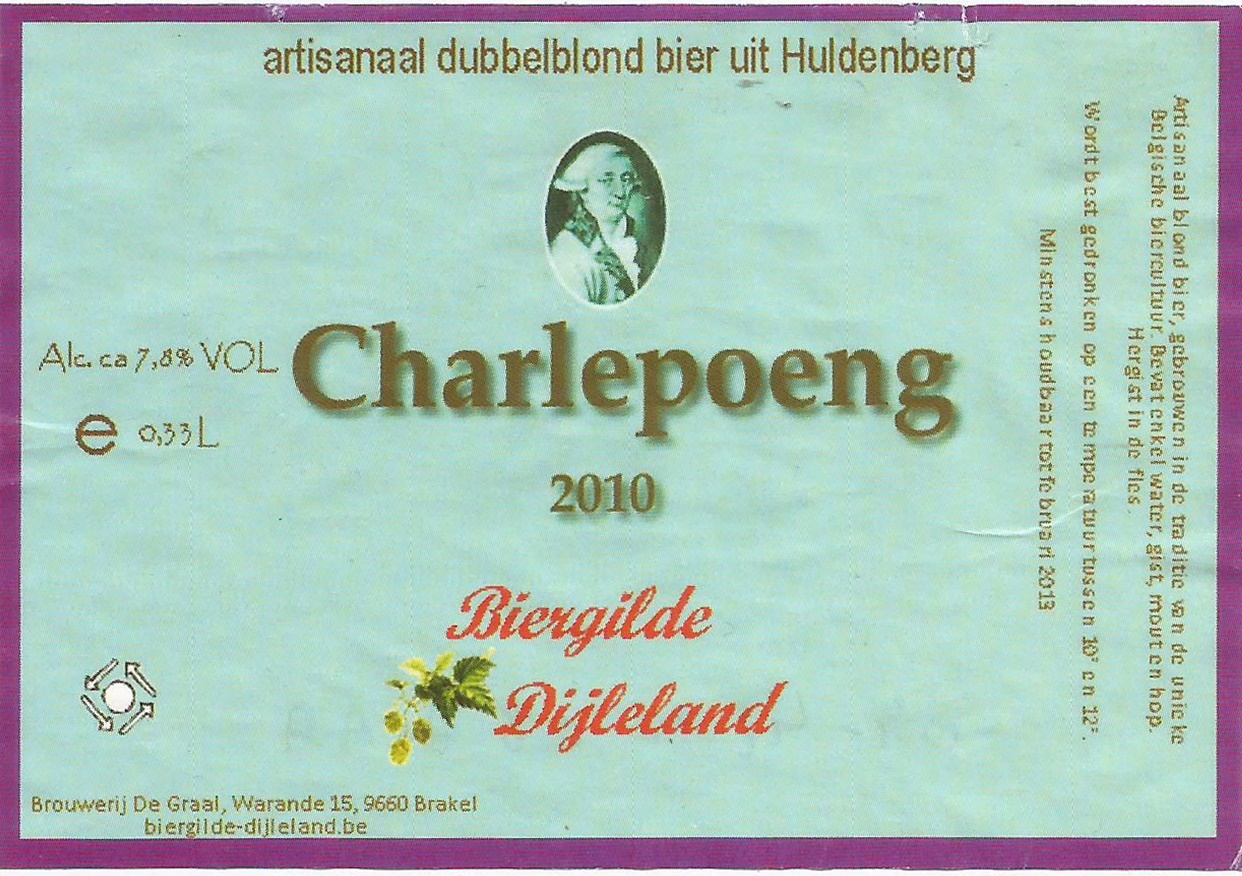 artisanaal dubbelblond bier uit Huldenberg
Alc. ca 7,8% VOL
e 0,33 L
Charlepoeng
2010
Biergilde
Dijleland
Brouwerij De Graal, Warande 15, 9660 Brakel
biergilde-dijleland.be
Artisanaal blond bier, gebrouwen in de traditie van de unieke
Belgische biercultuur. Bevat enkel water, gist, mout en hop.
Hergist in de fles.
Wordt best gedronken op een temperatuur tussen 10° en 12°.
Minstens houdbaar tot februari 2013